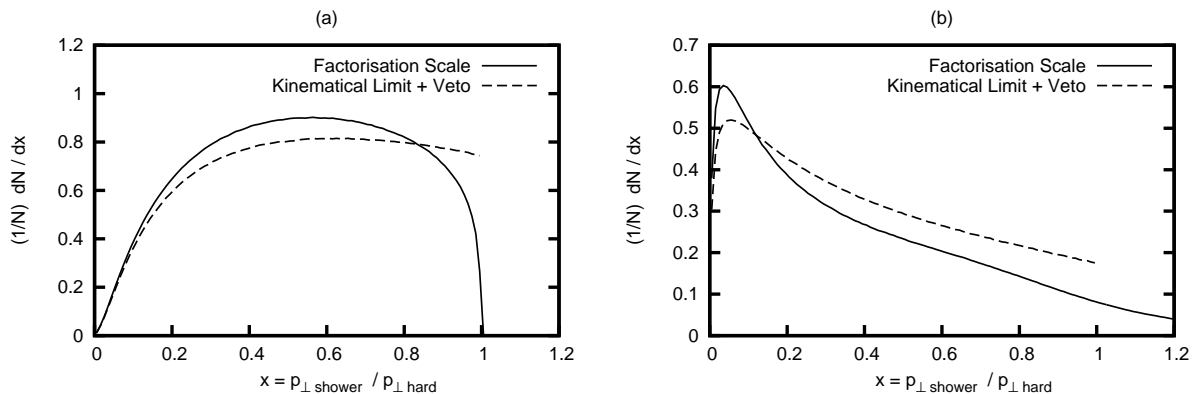 (a)
1.2
1
0.8
0.6
0.4
0.2
0
(1/N) dN / dx
Factorisation Scale
Kinematical Limit + Veto
0 0.2 0.4 0.6 0.8 1 1.2
x = p⊥ shower / p⊥ hard
(b)
0.7
0.6
0.5
0.4
0.3
0.2
0.1
0
(1/N) dN / dx
Factorisation Scale
Kinematical Limit + Veto
0 0.2 0.4 0.6 0.8 1 1.2
x = p⊥ shower / p⊥ hard